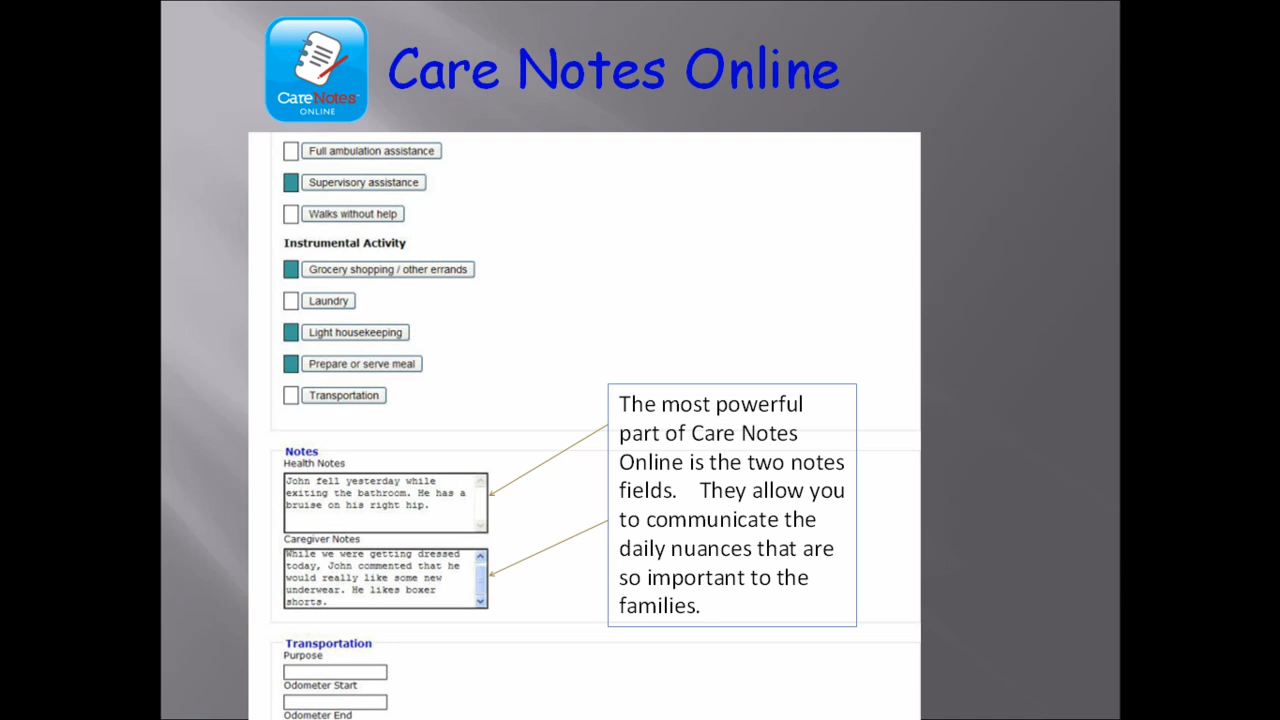 CareNotes™
ONLINE
Care Notes Online
Full ambulation assistance
Supervisory assistance
Walks without help
Instrumental Activity
Grocery shopping / other errands
Laundry
Light housekeeping
Prepare or serve meal
Transportation
Notes
Health Notes
John fell yesterday while
exiting the bathroom. He has a
bruise on his right hip.
Caregiver Notes
While we were getting dressed
today, John commented that he
would really like some new
underwear. He likes boxer
shorts.
The most powerful
part of Care Notes
Online is the two notes
fields. They allow you
to communicate the
daily nuances that are
so important to the
families.
Transportation
Purpose
Odometer Start
Odometer End